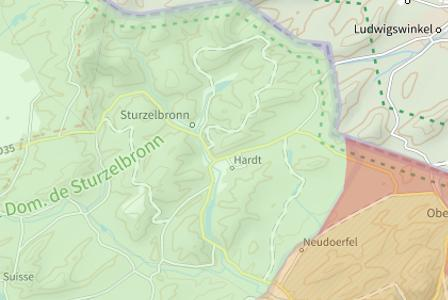 Ludwigswinkel
Sturzelbronn
035
Hardt
Dom. de Sturzelbronn
Obe
Neudoerfel
Suisse